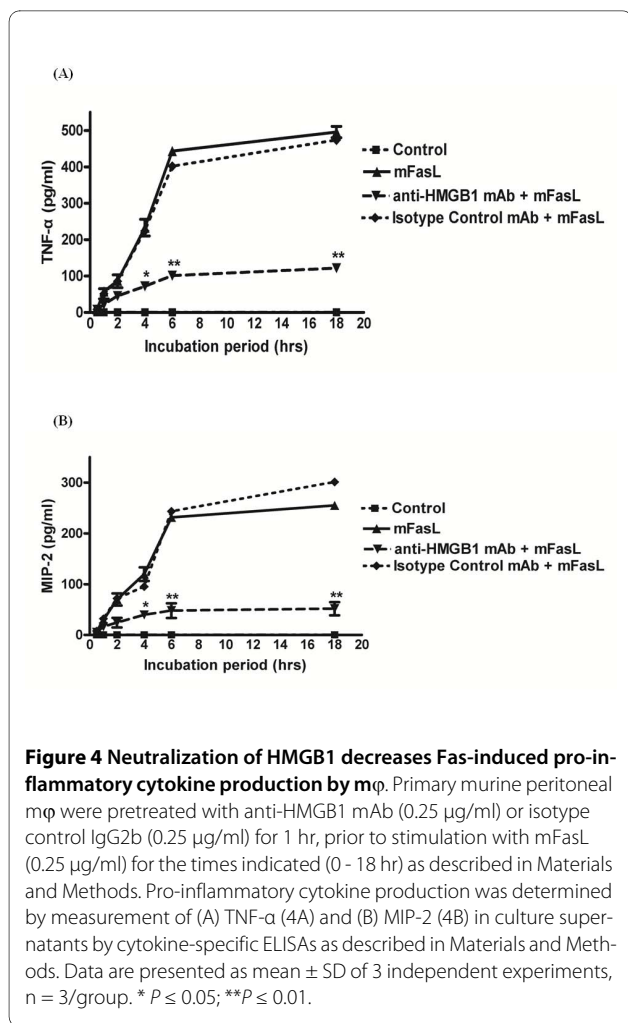 (A)
500
400
300
200
100
0
TNF-α (pg/ml)
* ** **
0 2 4 6 8 10 12 14 16 18 20
Incubation period (hrs)
Control
mFasL
anti-HMGB1 mAb + mFasL
Isotype Control mAb + mFasL
(B)
300
200
100
0
MIP-2 (pg/ml)
* ** **
0 2 4 6 8 10 12 14 16 18 20
Incubation period (hrs)
Control
mFasL
anti-HMGB1 mAb + mFasL
Isotype Control mAb + mFasL
Figure 4 Neutralization of HMGB1 decreases Fas-induced pro-in-
flammatory cytokine production by mφ. Primary murine peritoneal
mφ were pretreated with anti-HMGB1 mAb (0.25 μg/ml) or isotype
control IgG2b (0.25 μg/ml) for 1 hr, prior to stimulation with mFasL
(0.25 μg/ml) for the times indicated (0 - 18 hr) as described in Materials
and Methods. Pro-inflammatory cytokine production was determined
by measurement of (A) TNF-α (4A) and (B) MIP-2 (4B) in culture super-
natants by cytokine-specific ELISAs as described in Materials and Meth-
ods. Data are presented as mean ± SD of 3 independent experiments,
n = 3/group. * P ≤ 0.05; **P ≤ 0.01.